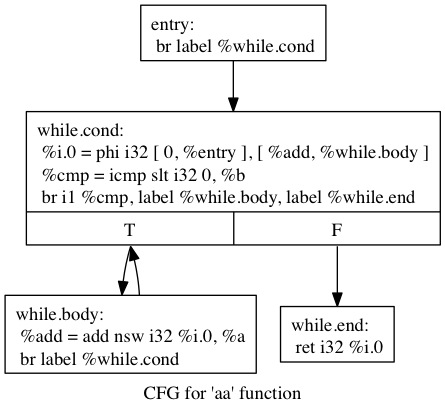 entry:
br label %while.cond
while.cond:
%i.0 = phi i32 [ 0, %entry ], [ %add, %while.body ]
%cmp = icmp slt i32 0, %b
br i1 %cmp, label %while.body, label %while.end
T
F
while.body:
%add = add nsw i32 %i.0, %a
br label %while.cond
while.end:
ret i32 %i.0
CFG for 'aa' function